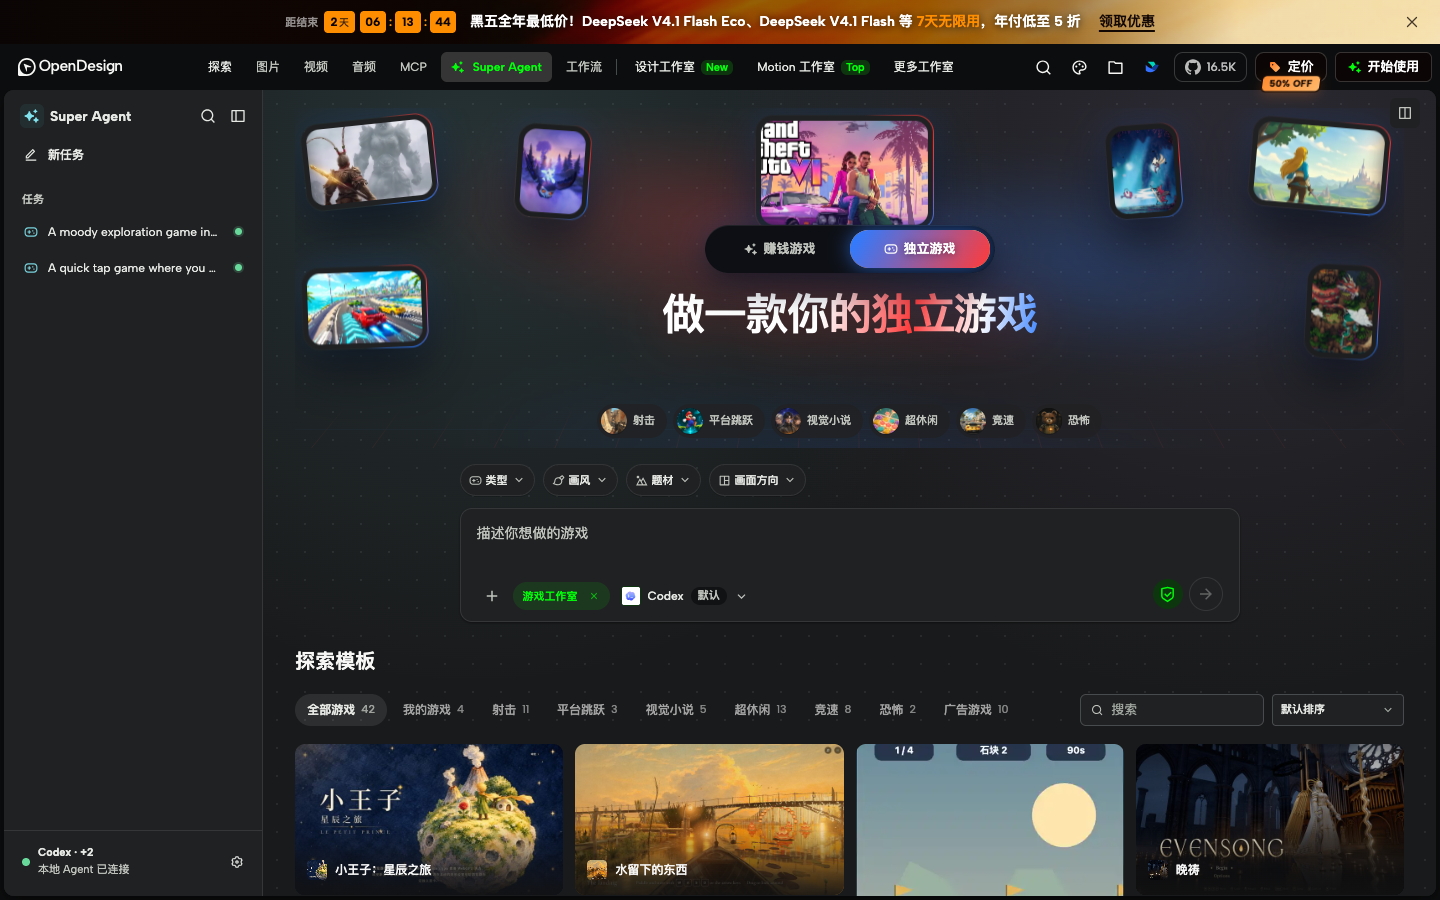 距结束 2天 06 : 13 : 44 黑五全年最低价！DeepSeek V4.1 Flash Eco、DeepSeek V4.1 Flash 等 7天无限用，年付低至 5 折 领取优惠
OpenDesign 探索 图片 视频 音频 MCP Super Agent 工作流 设计工作室 New Motion 工作室 Top 更多工作室 16.5K 定价 开始使用
50% OFF
Super Agent
新任务
任务
A moody exploration game in...
A quick tap game where you ...
VI
赚钱游戏 独立游戏
做一款你的独立游戏
射击 平台跳跃 视觉小说 超休闲 竞速 恐怖
类型 画风 题材 画面方向
描述你想做的游戏
游戏工作室 × Codex 默认
探索模板
全部游戏 42 我的游戏 4 射击 11 平台跳跃 3 视觉小说 5 超休闲 13 竞速 8 恐怖 2 广告游戏 10 搜索 默认排序
小王子
星辰之旅
LE PETIT PRINCE
小王子：星辰之旅
水留下的东西
1 / 4 石块 2 90s
EVENSONG
晚祷
Codex · +2
本地 Agent 已连接